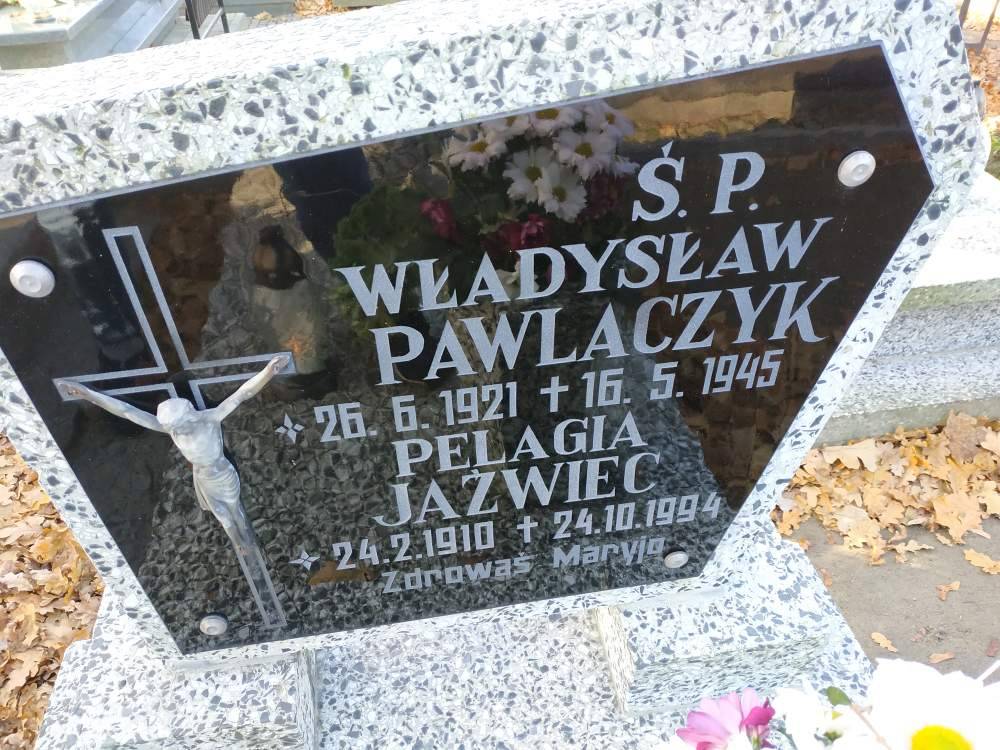 Ś. P.
WŁADYSŁAW
PAWLACZYK
26. 6. 1921 ✝ 16. 5. 1945
PELAGIA
JAŹWIEC
24.2.1910 ✝ 24.10.1994
Zdrowaś Maryjo